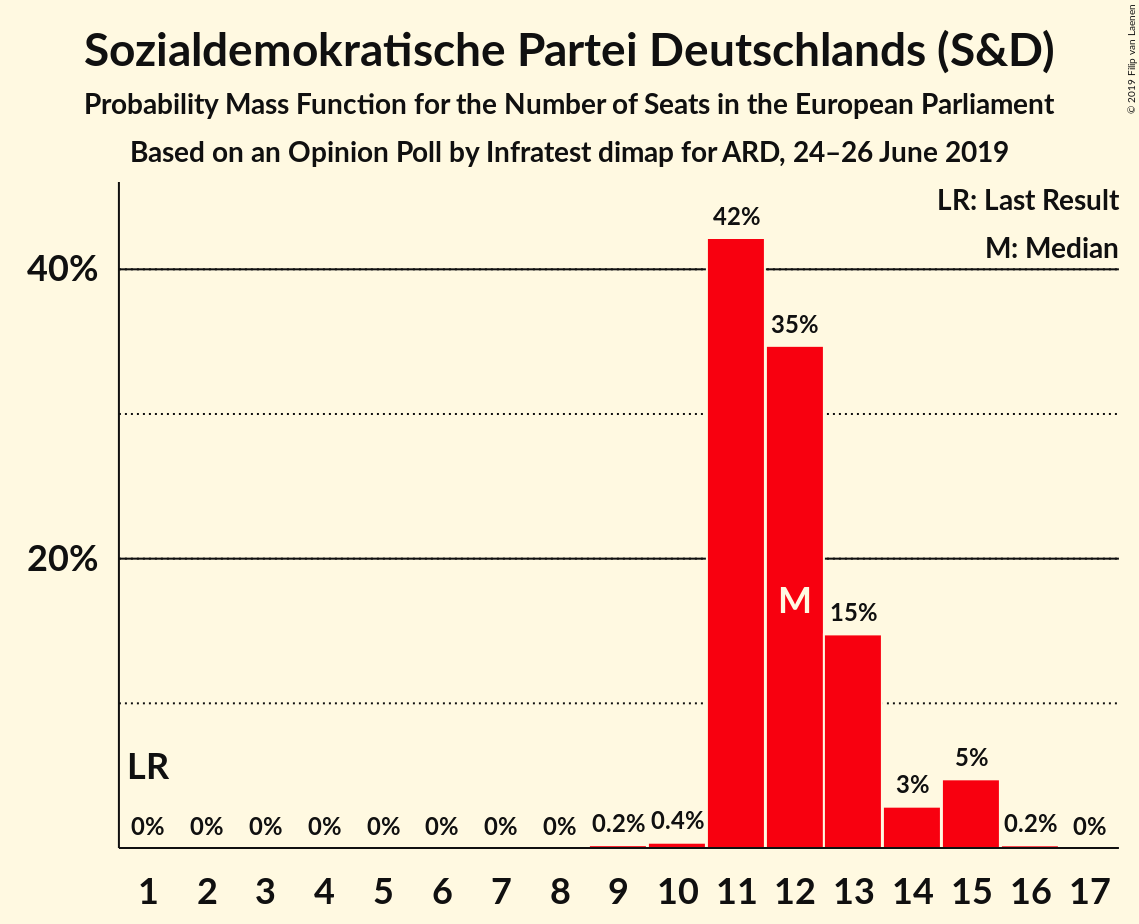 Sozialdemokratische Partei Deutschlands (S&D)
Probability Mass Function for the Number of Seats in the European Parliament
Based on an Opinion Poll by Infratest dimap for ARD, 24–26 June 2019
© 2019 Filip van Laenen
LR: Last Result
M: Median
40%
20%
42%
35%
M
15%
LR
0% 0% 0% 0% 0% 0% 0% 0% 0.2% 0.4% 3% 5% 0.2% 0%
1 2 3 4 5 6 7 8 9 10 11 12 13 14 15 16 17